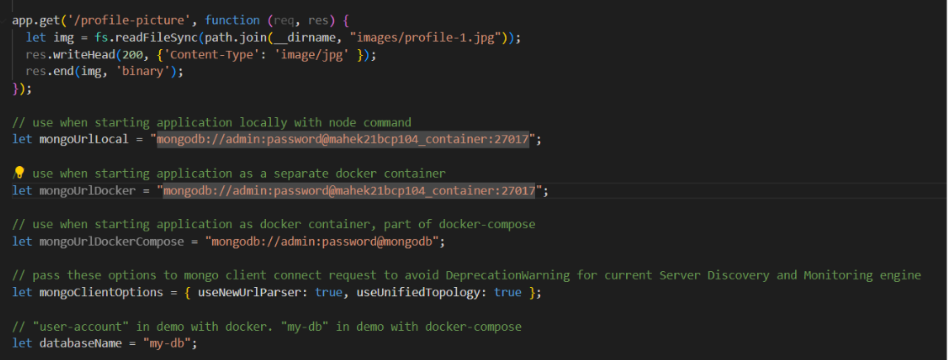 app.get('/profile-picture', function (req, res) {
let img = fs.readFileSync(path.join(__dirname, "images/profile-1.jpg"));
res.writeHead(200, {'Content-Type': 'image/jpg' });
res.end(img, 'binary');
});
// use when starting application locally with node command
let mongoUrlLocal = "mongodb://admin:password@mahek21bcp104_container:27017";
// use when starting application as a separate docker container
let mongoUrlDocker = "mongodb://admin:password@mahek21bcp104_container:27017";
// use when starting application as docker container, part of docker-compose
let mongoUrlDockerCompose = "mongodb://admin:password@mongodb";
// pass these options to mongo client connect request to avoid DeprecationWarning for current Server Discovery and Monitoring engine
let mongoClientOptions = { useNewUrlParser: true, useUnifiedTopology: true };
// "user-account" in demo with docker. "my-db" in demo with docker-compose
let databaseName = "my-db";